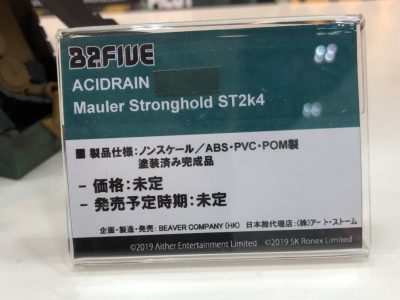 B2.FIVE
ACIDRAIN
Mauler Stronghold ST2k4
■ 製品仕様:ノンスケール/ABS・PVC・POM製
塗装済み完成品
- 価格:未定
- 発売予定時期:未定
企画・製造・発売: BEAVER COMPANY (HK) 日本総代理店:(株)アート・ストーム
©2019 Aither Entertainment Limited ©2019 SK Ronex Limited